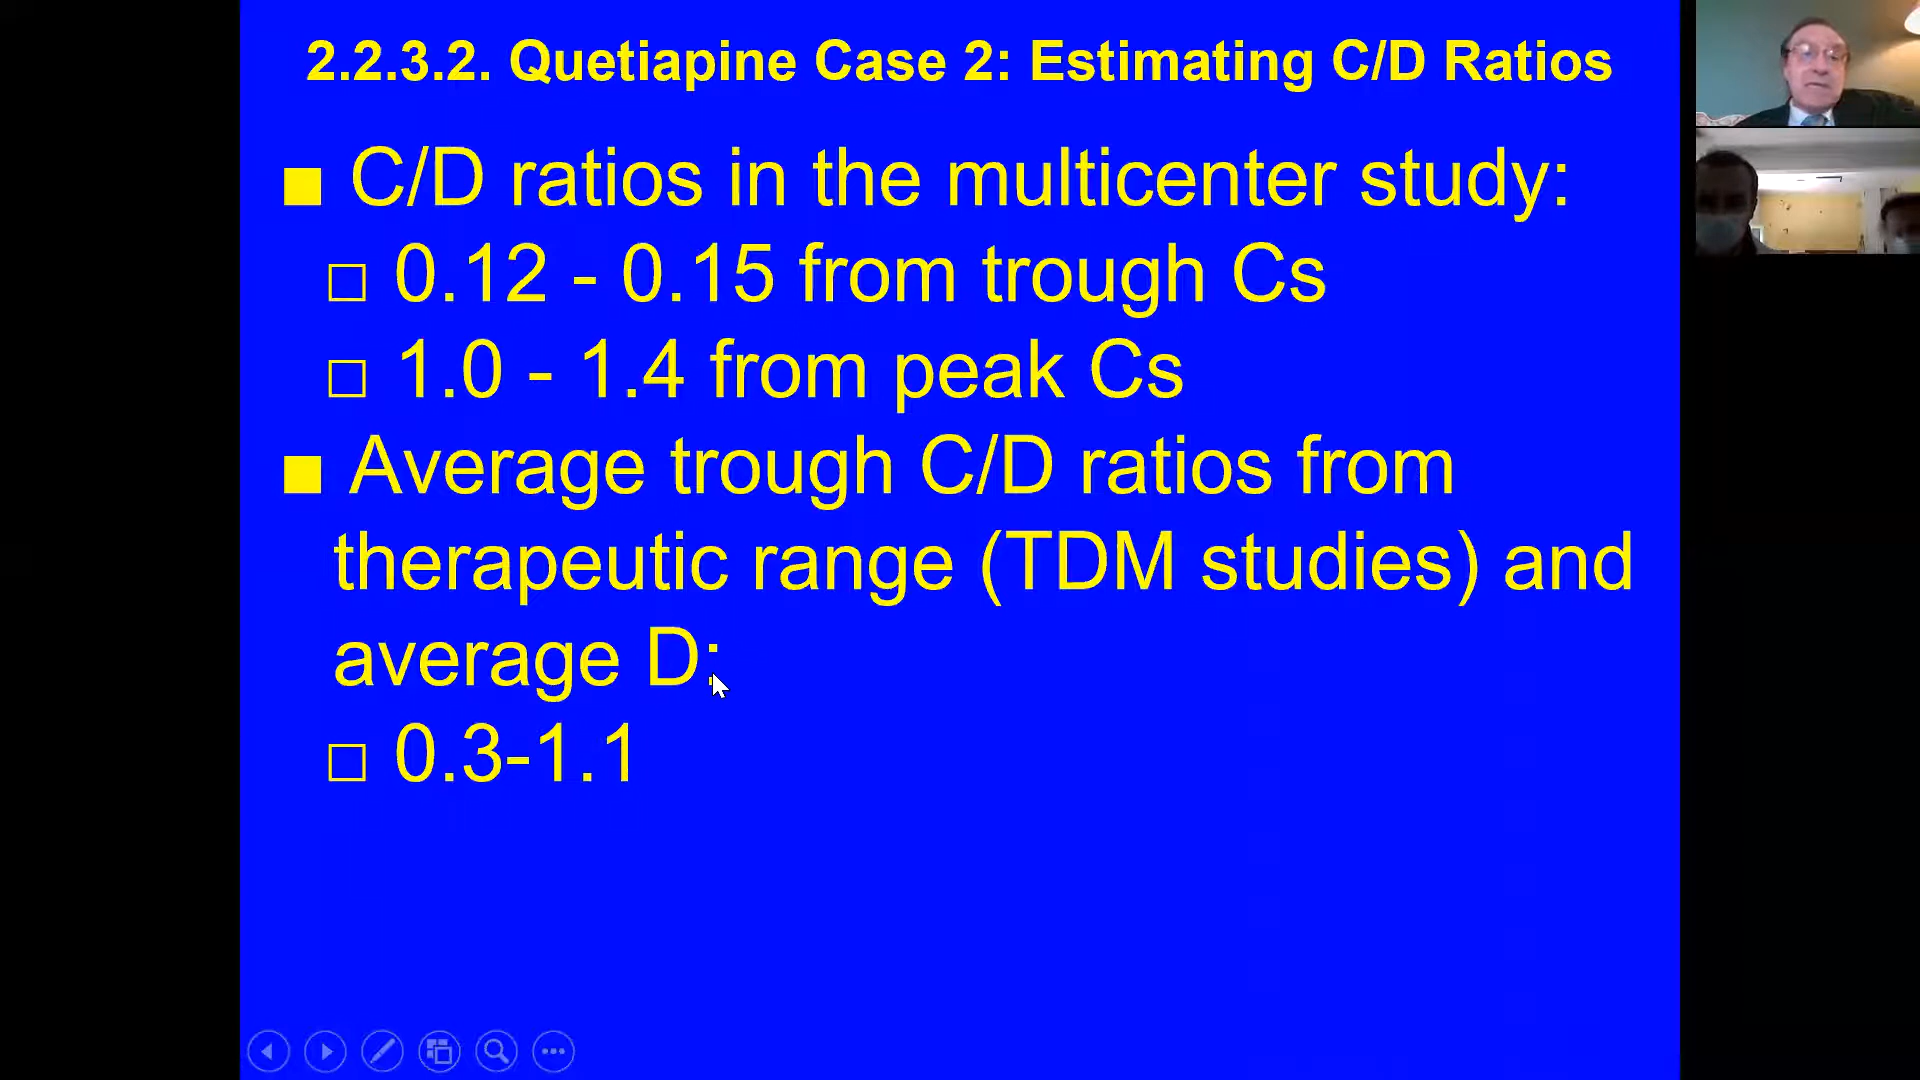 2.2.3.2. Quetiapine Case 2: Estimating C/D Ratios
■ C/D ratios in the multicenter study:
□ 0.12 - 0.15 from trough Cs
□ 1.0 - 1.4 from peak Cs
■ Average trough C/D ratios from
therapeutic range (TDM studies) and
average D:
□ 0.3-1.1